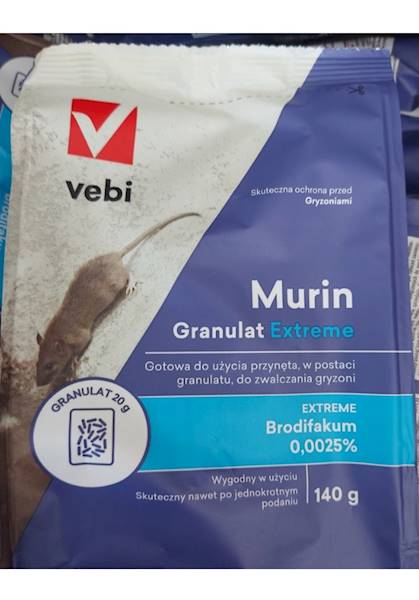 vebi
Skuteczna ochrona przed
Gryzoniami
Murin
Granulat Extreme
Gotowa do użycia przynęta, w postaci
granulatu, do zwalczania gryzoni
GRANULAT 20 g
EXTREME
Brodifakum
0,0025%
Wygodny w użyciu
Skuteczny nawet po jednokrotnym
podaniu
140 g